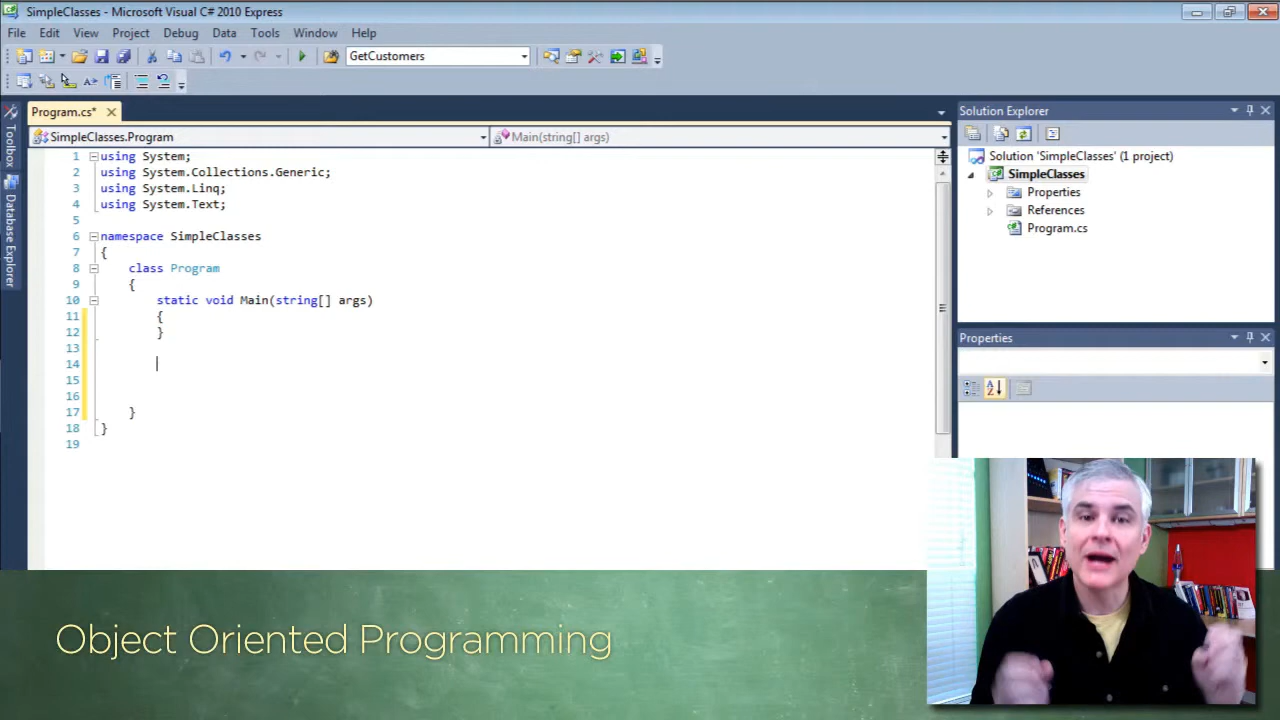 SimpleClasses - Microsoft Visual C# 2010 Express
File Edit View Project Debug Data Tools Window Help
GetCustomers
Program.cs*
Solution Explorer
SimpleClasses.Program
Main(string[] args)
Toolbox
Database Explorer
1 using System;
2 using System.Collections.Generic;
3 using System.Linq;
4 using System.Text;
5
6 namespace SimpleClasses
7 {
8 class Program
9 {
10 static void Main(string[] args)
11 {
12 }
13
14
15
16
17 }
18 }
19
Solution 'SimpleClasses' (1 project)
SimpleClasses
Properties
References
Program.cs
Properties
Object Oriented Programming